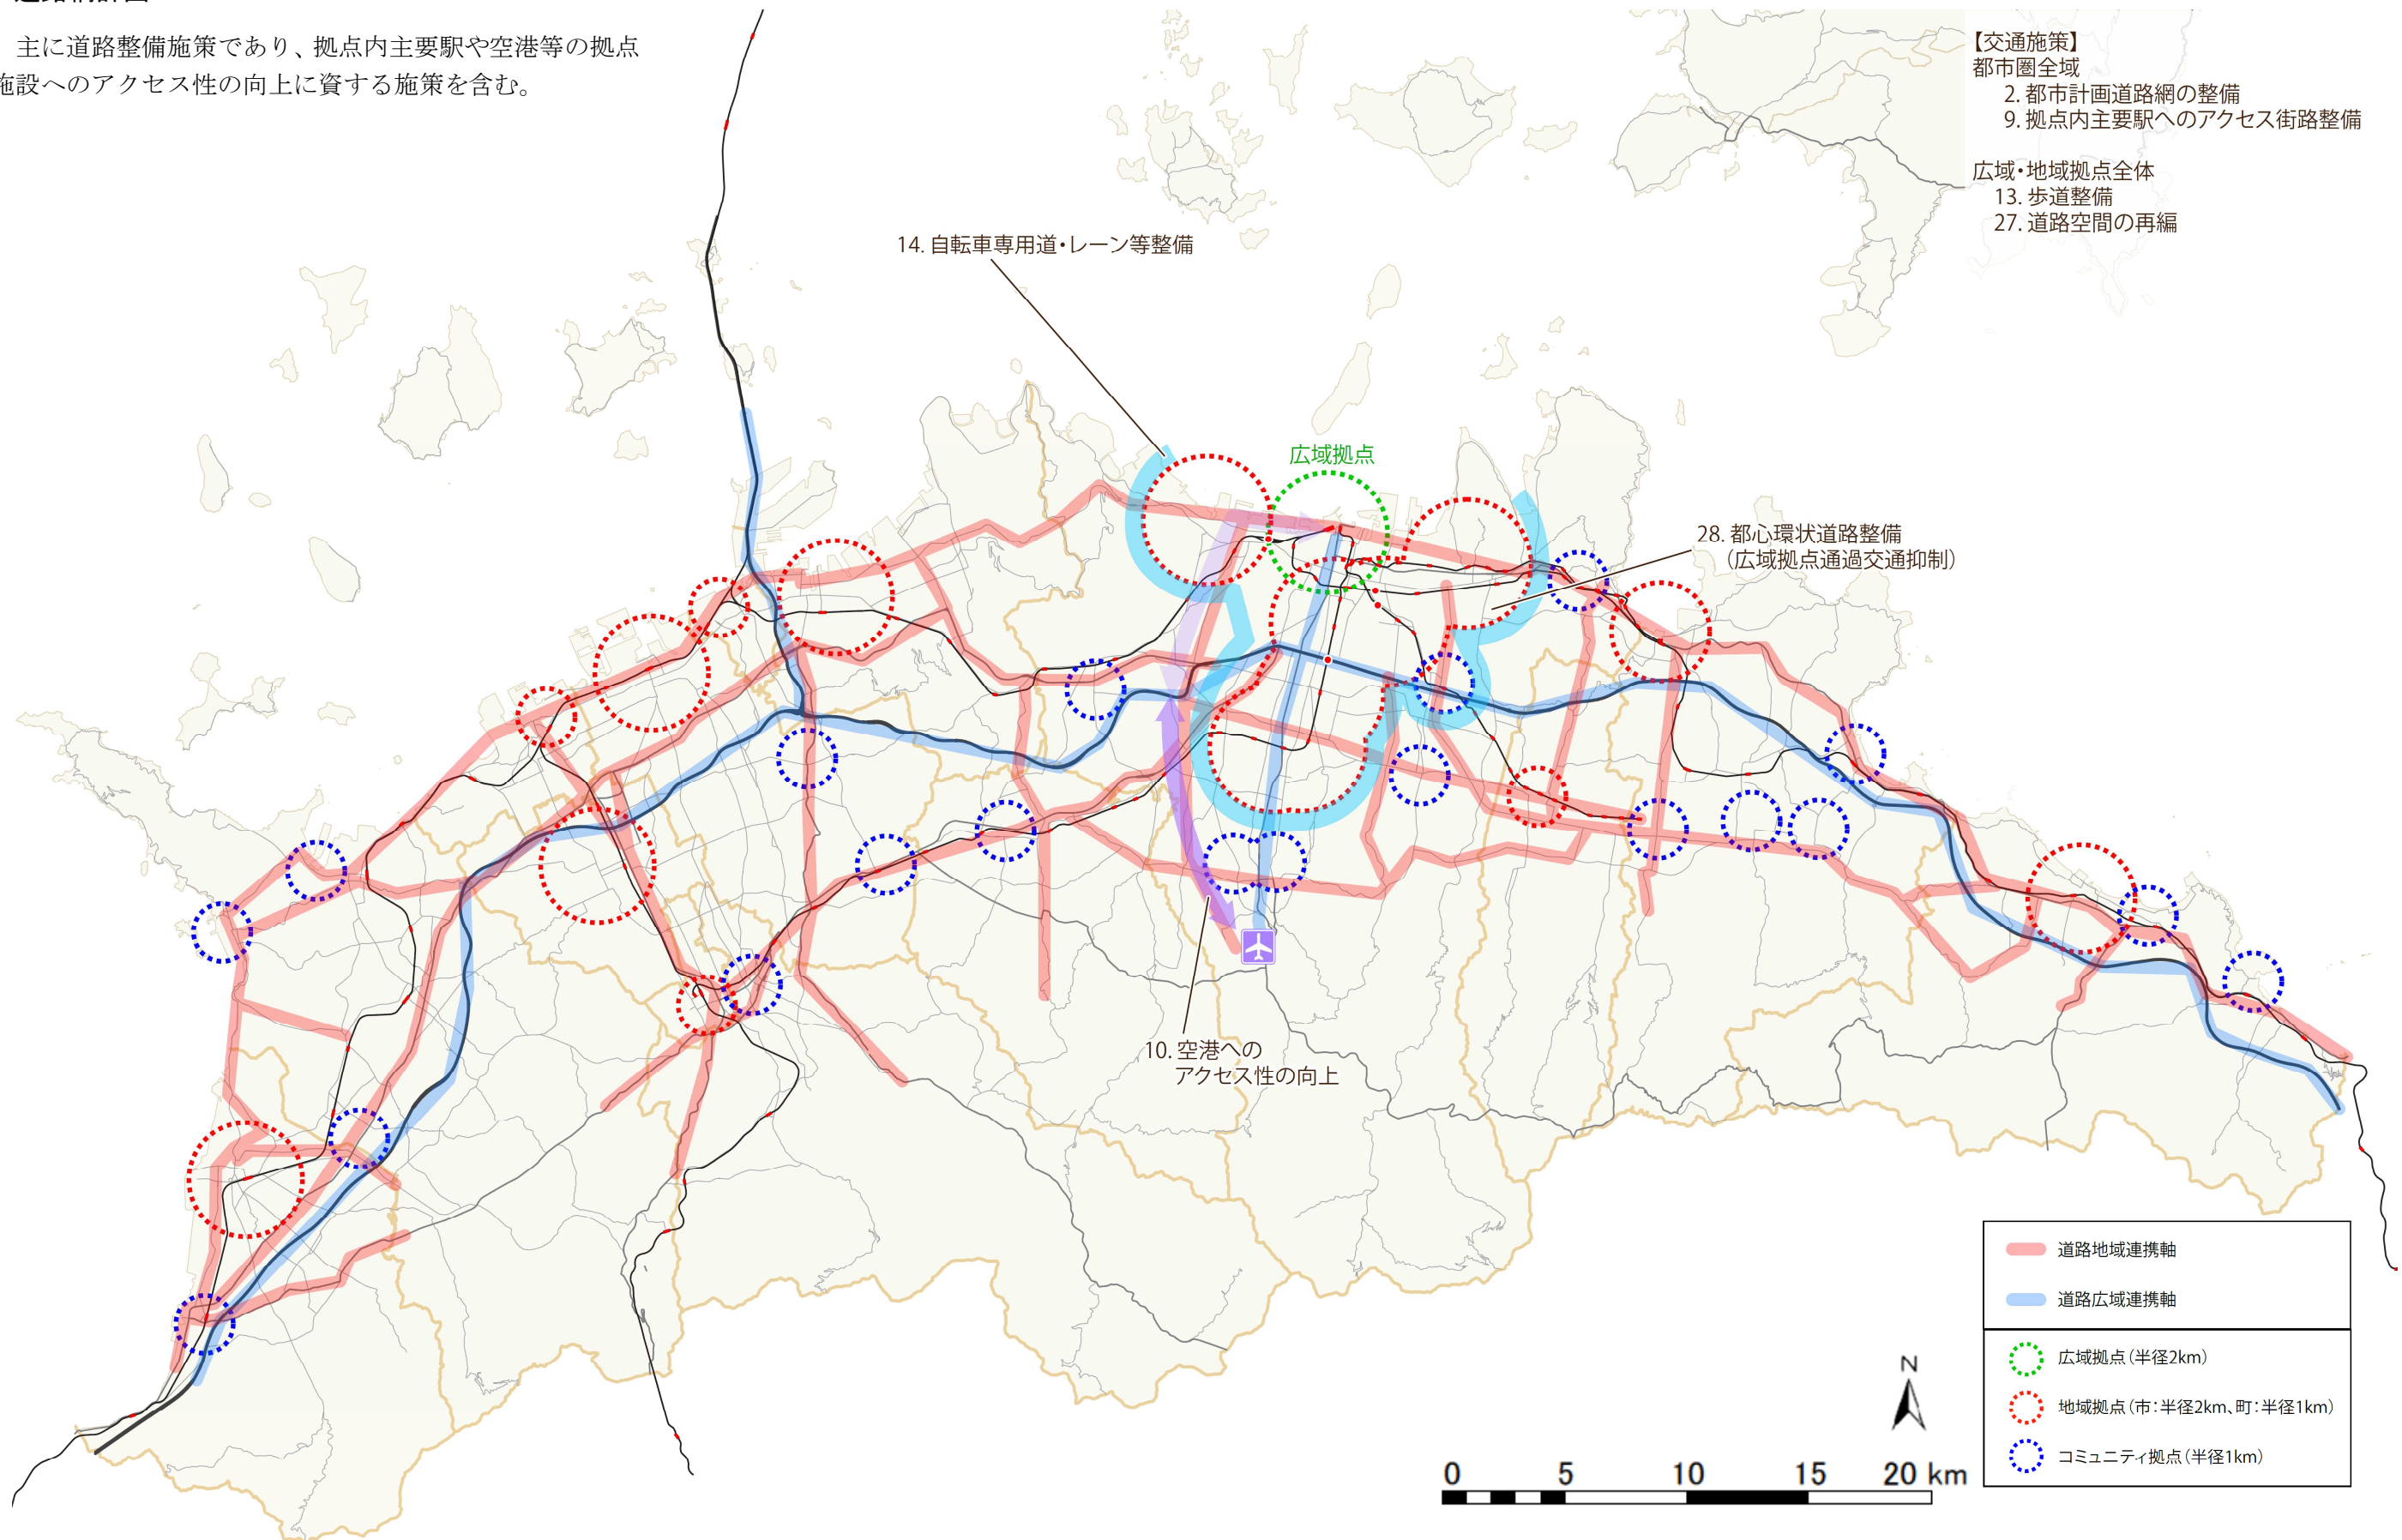 主に道路整備施策であり、拠点内主要駅や空港等の拠点
施設へのアクセス性の向上に資する施策を含む。
【交通施策】
都市圏全域
2. 都市計画道路網の整備
9. 拠点内主要駅へのアクセス街路整備
広域・地域拠点全体
13. 歩道整備
27. 道路空間の再編
14. 自転車専用道・レーン等整備
広域拠点
28. 都心環状道路整備
（広域拠点通過交通抑制）
10. 空港への
アクセス性の向上
道路地域連携軸
道路広域連携軸
広域拠点（半径2km）
地域拠点（市：半径2km、町：半径1km）
コミュニティ拠点（半径1km）
N
0 5 10 15 20 km